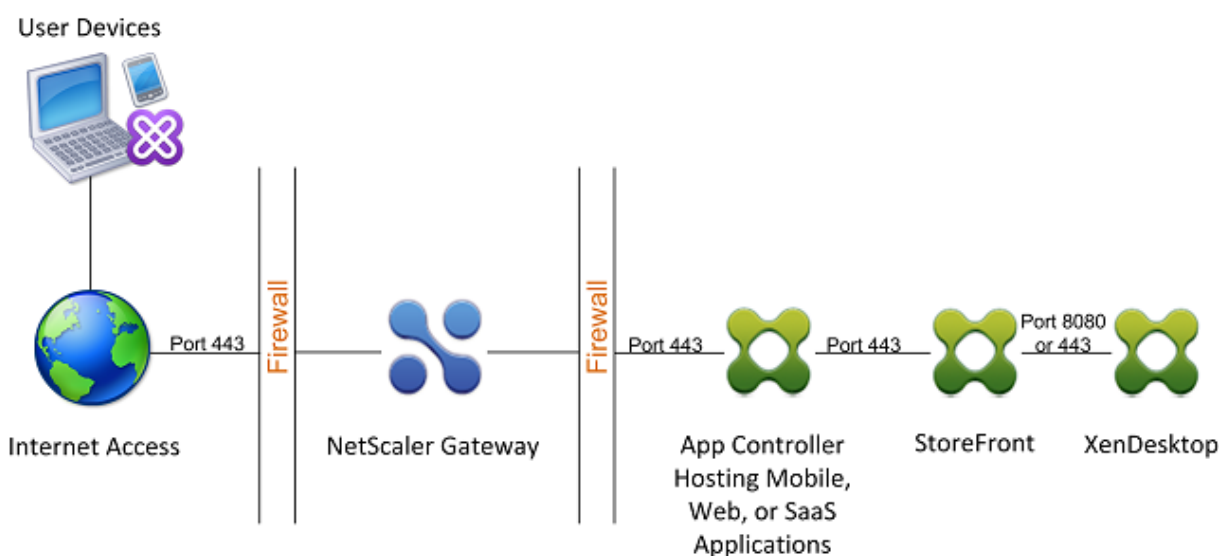 User Devices
Port 443
Firewall
Firewall
Port 443
Port 443
Port 8080
or 443
Internet Access
NetScaler Gateway
App Controller
Hosting Mobile,
Web, or SaaS
Applications
StoreFront
XenDesktop